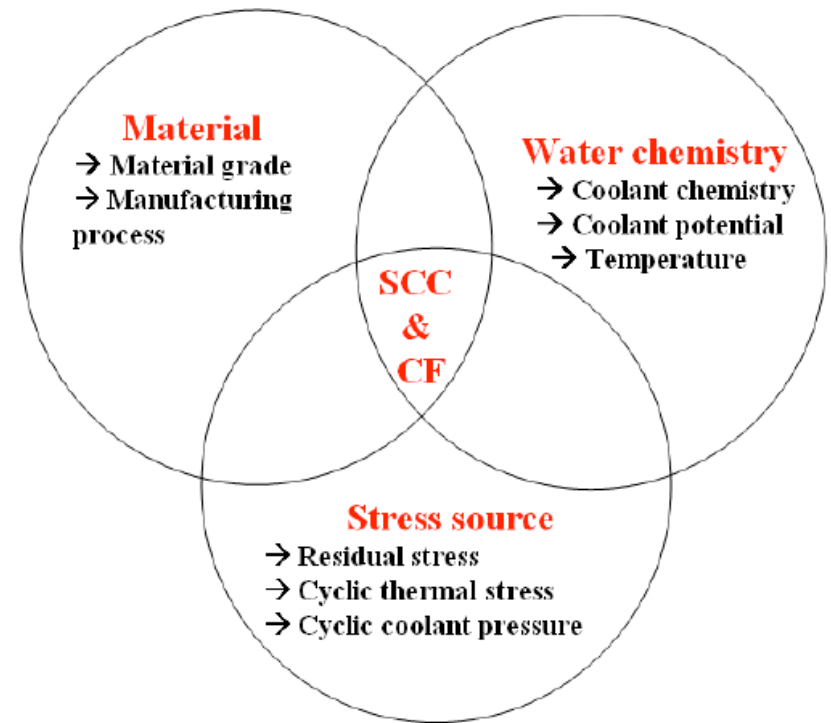 Material
→ Material grade
→ Manufacturing
process
Water chemistry
→ Coolant chemistry
→ Coolant potential
→ Temperature
SCC
&
CF
Stress source
→ Residual stress
→ Cyclic thermal stress
→ Cyclic coolant pressure